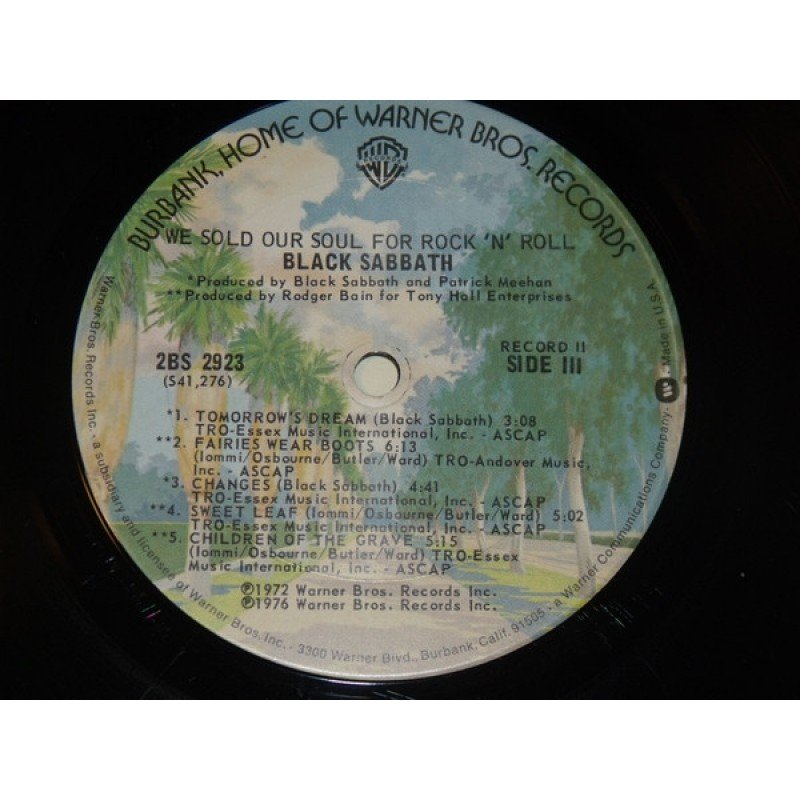 BURBANK, HOME OF WARNER BROS. RECORDS
WB
RECORDS
WE SOLD OUR SOUL FOR ROCK 'N' ROLL
BLACK SABBATH
*Produced by Black Sabbath and Patrick Meehan
**Produced by Rodger Bain for Tony Hall Enterprises
2BS 2923
(S41,276)
RECORD II
SIDE III
*1. TOMORROW'S DREAM (Black Sabbath) 3:08
TRO-Essex Music International, Inc. - ASCAP
**2. FAIRIES WEAR BOOTS 6:13
(Iommi/Osbourne/Butler/Ward) TRO-Andover Music,
Inc. - ASCAP
*3. CHANGES (Black Sabbath) 4:41
TRO-Essex Music International, Inc. - ASCAP
**4. SWEET LEAF (Iommi/Osbourne/Butler/Ward) 5:02
TRO-Essex Music International, Inc. - ASCAP
**5. CHILDREN OF THE GRAVE 5:15
(Iommi/Osbourne/Butler/Ward) TRO-Essex
Music International, Inc. - ASCAP
℗1972 Warner Bros. Records Inc.
℗1976 Warner Bros. Records Inc.
Warner Bros. Records Inc. - a subsidiary and licensee of Warner Bros. Inc. - 3300 Warner Blvd., Burbank, Calif. 91505 - a Warner Communications Company - Made in U.S.A.